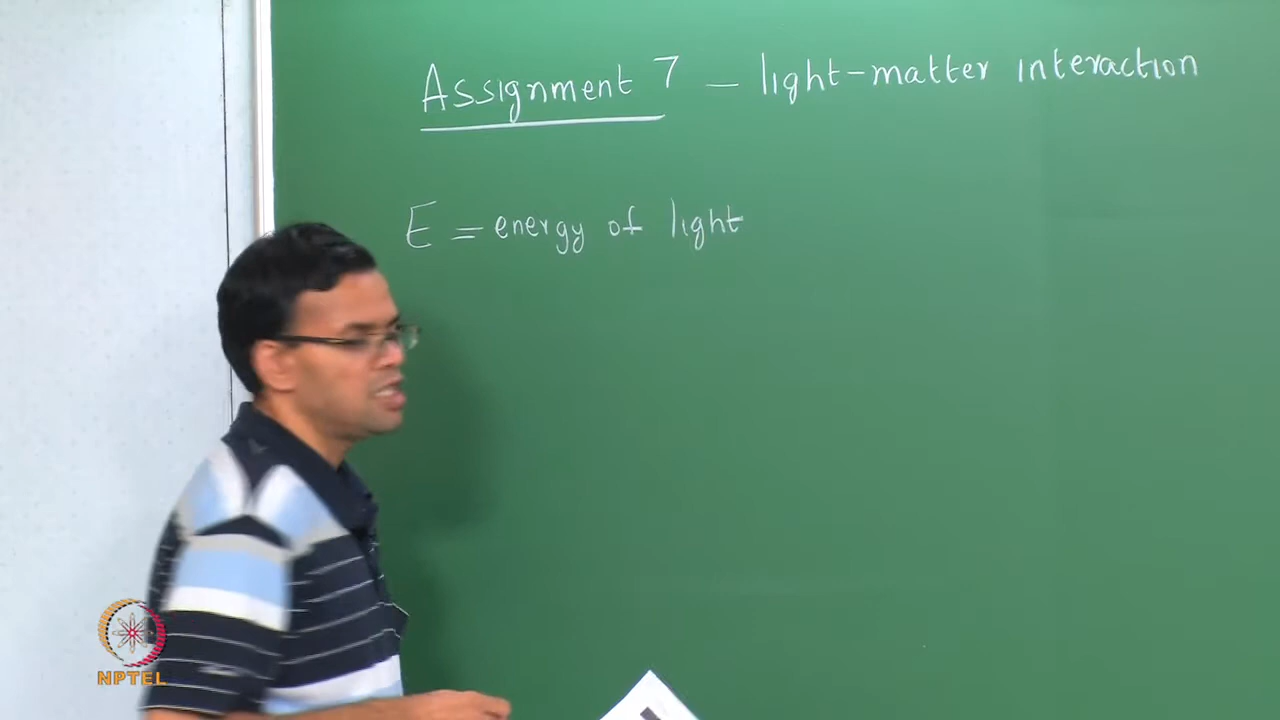 Assignment 7 - light-matter interaction
E = energy of light
NPTEL